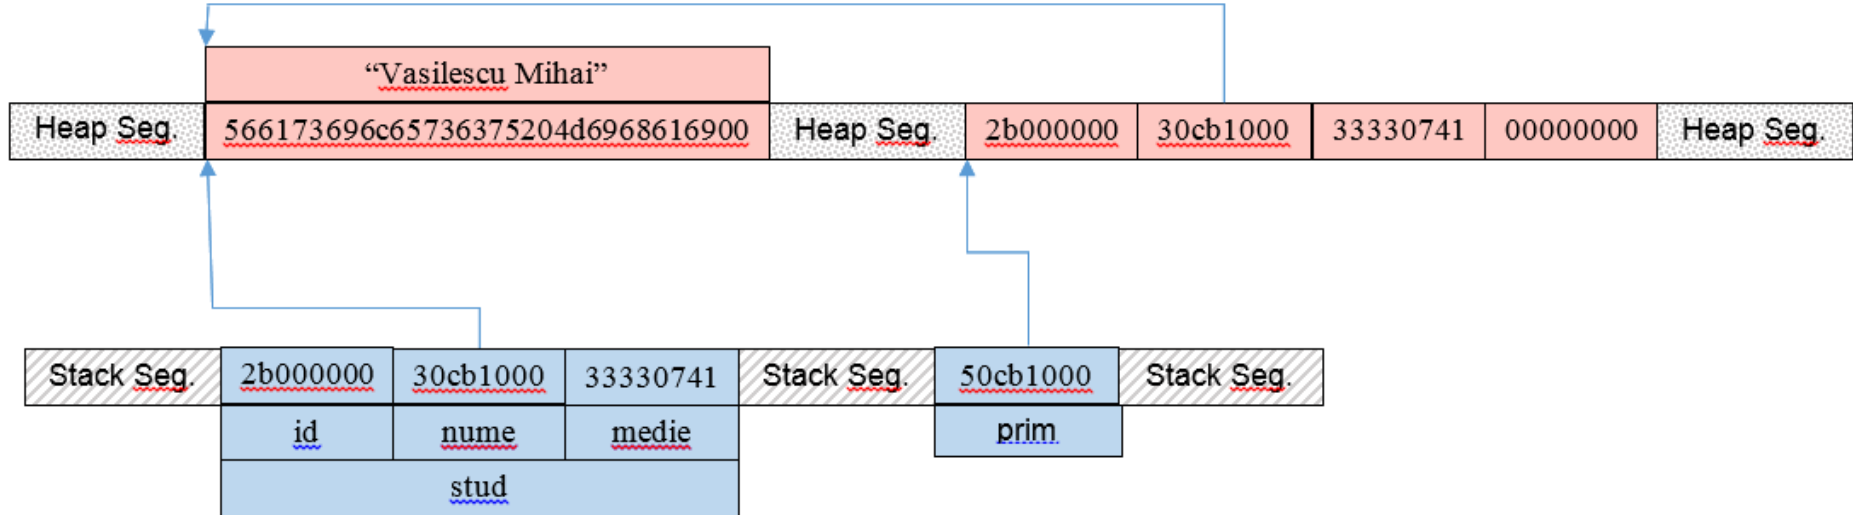 “Vasilescu Mihai”
Heap Seg. 566173696c65736375204d6968616900 Heap Seg. 2b000000 30cb1000 33330741 00000000 Heap Seg.
Stack Seg. 2b000000 30cb1000 33330741 Stack Seg. 50cb1000 Stack Seg.
id nume medie prim
stud